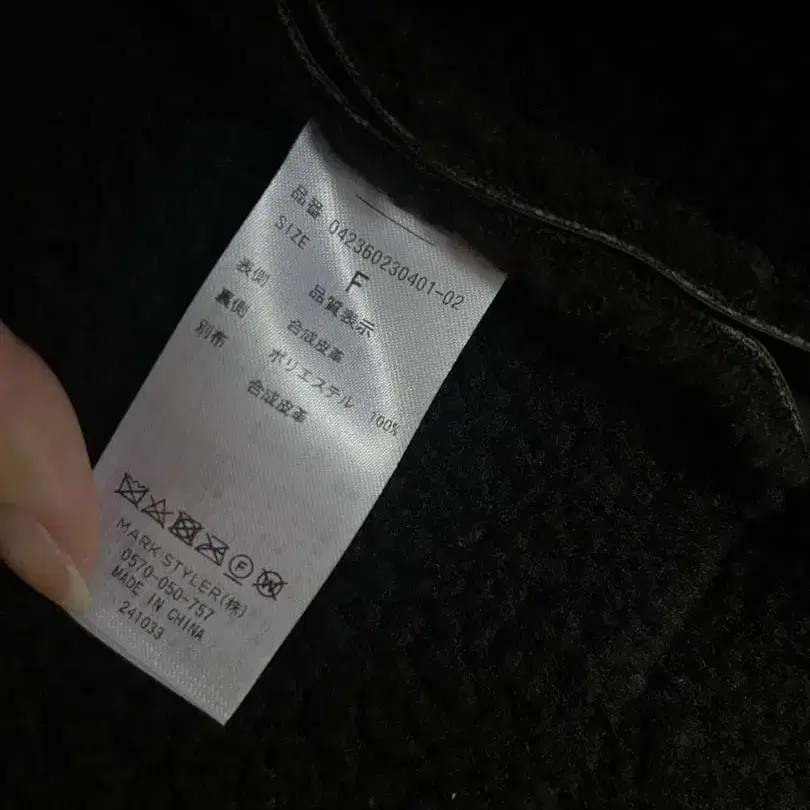 品番 042360230401-02
SIZE F
品質表示
表側 合成皮革
裏側 ポリエステル 100%
別布 合成皮革
F W
MARK STYLER(株)
0570-050-757
MADE IN CHINA
241033